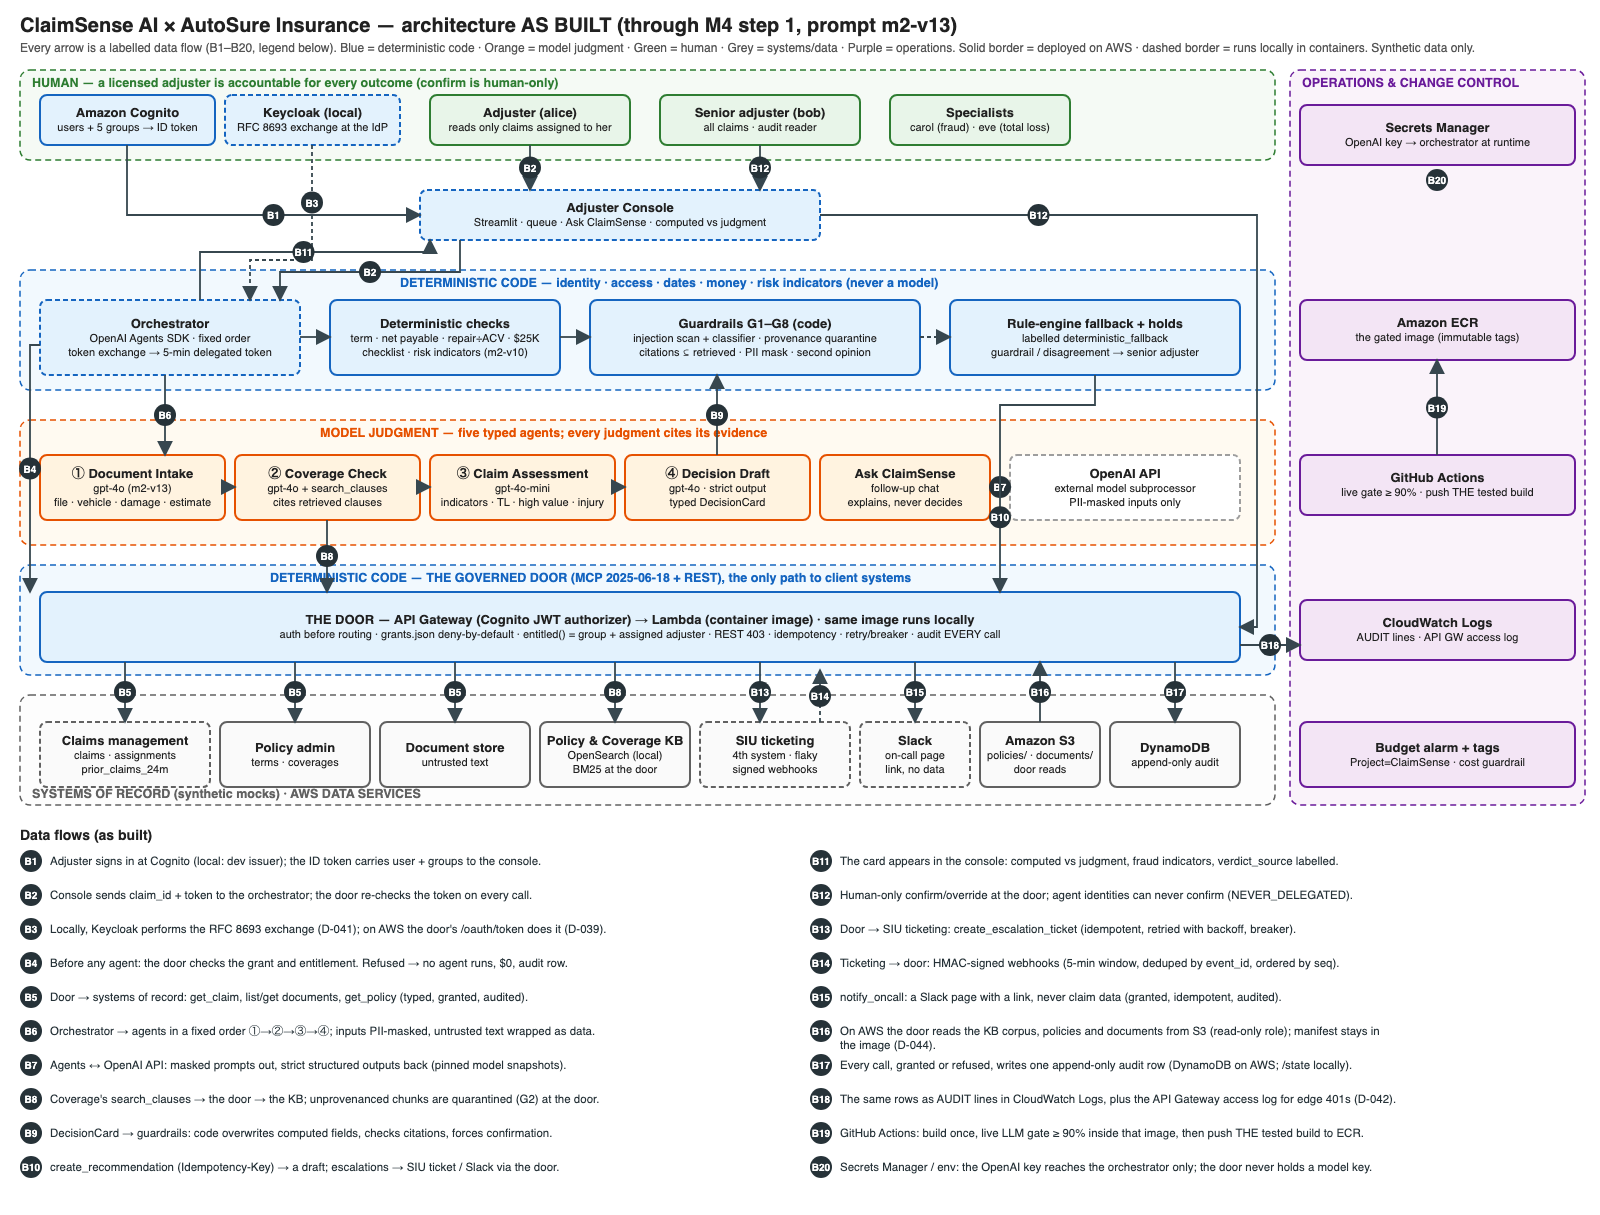 ClaimSense AI × AutoSure Insurance — architecture AS BUILT (through M4 step 1, prompt m2-v13)
Every arrow is a labelled data flow (B1–B20, legend below). Blue = deterministic code · Orange = model judgment · Green = human · Grey = systems/data · Purple = operations. Solid border = deployed on AWS · dashed border = runs locally in containers. Synthetic data only.
HUMAN — a licensed adjuster is accountable for every outcome (confirm is human-only)
Amazon Cognito
users + 5 groups → ID token
Keycloak (local)
RFC 8693 exchange at the IdP
Adjuster (alice)
reads only claims assigned to her
Senior adjuster (bob)
all claims · audit reader
Specialists
carol (fraud) · eve (total loss)
B2
B12
B3
B1
Adjuster Console
Streamlit · queue · Ask ClaimSense · computed vs judgment
B12
B11
B2
DETERMINISTIC CODE — identity · access · dates · money · risk indicators (never a model)
Orchestrator
OpenAI Agents SDK · fixed order
token exchange → 5-min delegated token
Deterministic checks
term · net payable · repair÷ACV · $25K
checklist · risk indicators (m2-v10)
Guardrails G1–G8 (code)
injection scan + classifier · provenance quarantine
citations ⊆ retrieved · PII mask · second opinion
Rule-engine fallback + holds
labelled deterministic_fallback
guardrail / disagreement → senior adjuster
B6
B9
MODEL JUDGMENT — five typed agents; every judgment cites its evidence
B4
① Document Intake
gpt-4o (m2-v13)
file · vehicle · damage · estimate
② Coverage Check
gpt-4o + search_clauses
cites retrieved clauses
③ Claim Assessment
gpt-4o-mini
indicators · TL · high value · injury
④ Decision Draft
gpt-4o · strict output
typed DecisionCard
Ask ClaimSense
follow-up chat
explains, never decides
B7
B10
OpenAI API
external model subprocessor
PII-masked inputs only
B8
DETERMINISTIC CODE — THE GOVERNED DOOR (MCP 2025-06-18 + REST), the only path to client systems
THE DOOR — API Gateway (Cognito JWT authorizer) → Lambda (container image) · same image runs locally
auth before routing · grants.json deny-by-default · entitled() = group + assigned adjuster · REST 403 · idempotency · retry/breaker · audit EVERY call
B18
B5
B5
B5
B8
B13
B14
B15
B16
B17
Claims management
claims · assignments
prior_claims_24m
Policy admin
terms · coverages
Document store
untrusted text
Policy & Coverage KB
OpenSearch (local)
BM25 at the door
SIU ticketing
4th system · flaky
signed webhooks
Slack
on-call page
link, no data
Amazon S3
policies/ · documents/
door reads
DynamoDB
append-only audit
SYSTEMS OF RECORD (synthetic mocks) · AWS DATA SERVICES
OPERATIONS & CHANGE CONTROL
Secrets Manager
OpenAI key → orchestrator at runtime
B20
Amazon ECR
the gated image (immutable tags)
B19
GitHub Actions
live gate ≥ 90% · push THE tested build
CloudWatch Logs
AUDIT lines · API GW access log
Budget alarm + tags
Project=ClaimSense · cost guardrail
Data flows (as built)
B1 Adjuster signs in at Cognito (local: dev issuer); the ID token carries user + groups to the console.
B2 Console sends claim_id + token to the orchestrator; the door re-checks the token on every call.
B3 Locally, Keycloak performs the RFC 8693 exchange (D-041); on AWS the door's /oauth/token does it (D-039).
B4 Before any agent: the door checks the grant and entitlement. Refused → no agent runs, $0, audit row.
B5 Door → systems of record: get_claim, list/get documents, get_policy (typed, granted, audited).
B6 Orchestrator → agents in a fixed order ①→②→③→④; inputs PII-masked, untrusted text wrapped as data.
B7 Agents ↔ OpenAI API: masked prompts out, strict structured outputs back (pinned model snapshots).
B8 Coverage's search_clauses → the door → the KB; unprovenanced chunks are quarantined (G2) at the door.
B9 DecisionCard → guardrails: code overwrites computed fields, checks citations, forces confirmation.
B10 create_recommendation (Idempotency-Key) → a draft; escalations → SIU ticket / Slack via the door.
B11 The card appears in the console: computed vs judgment, fraud indicators, verdict_source labelled.
B12 Human-only confirm/override at the door; agent identities can never confirm (NEVER_DELEGATED).
B13 Door → SIU ticketing: create_escalation_ticket (idempotent, retried with backoff, breaker).
B14 Ticketing → door: HMAC-signed webhooks (5-min window, deduped by event_id, ordered by seq).
B15 notify_oncall: a Slack page with a link, never claim data (granted, idempotent, audited).
B16 On AWS the door reads the KB corpus, policies and documents from S3 (read-only role); manifest stays in
the image (D-044).
B17 Every call, granted or refused, writes one append-only audit row (DynamoDB on AWS; /state locally).
B18 The same rows as AUDIT lines in CloudWatch Logs, plus the API Gateway access log for edge 401s (D-042).
B19 GitHub Actions: build once, live LLM gate ≥ 90% inside that image, then push THE tested build to ECR.
B20 Secrets Manager / env: the OpenAI key reaches the orchestrator only; the door never holds a model key.